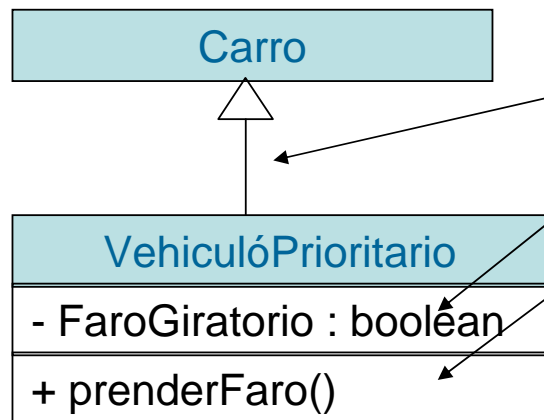 Carro
VehiculóPrioritario
- FaroGiratorio : boolean
+ prenderFaro()